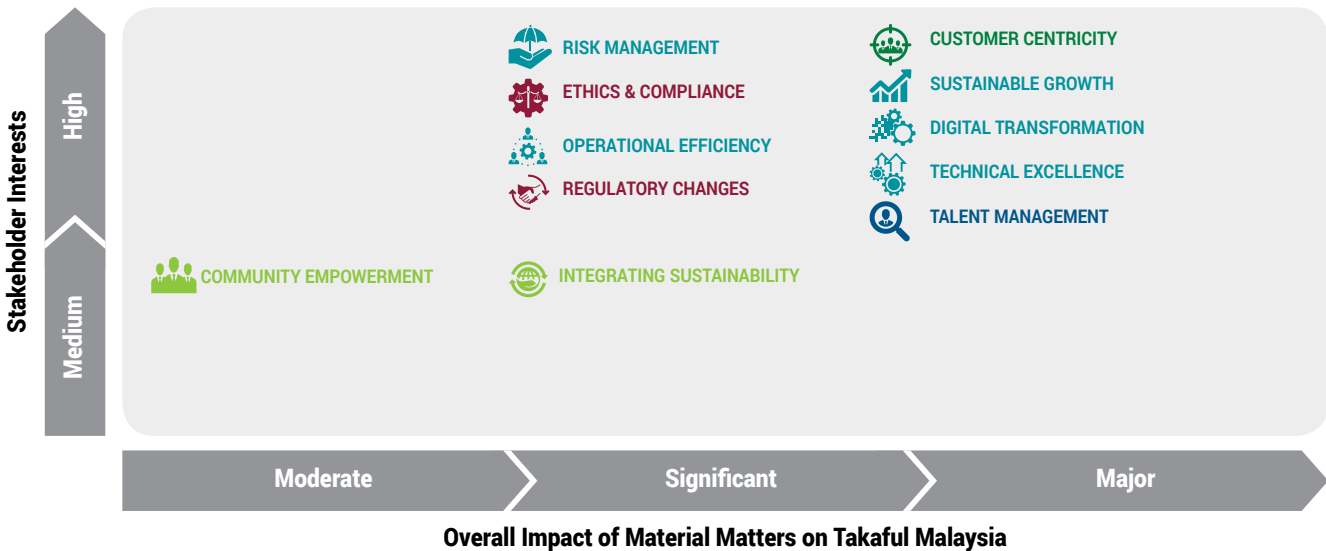 Stakeholder Interests
High
Medium
RISK MANAGEMENT
ETHICS & COMPLIANCE
OPERATIONAL EFFICIENCY
REGULATORY CHANGES
CUSTOMER CENTRICITY
SUSTAINABLE GROWTH
DIGITAL TRANSFORMATION
TECHNICAL EXCELLENCE
TALENT MANAGEMENT
COMMUNITY EMPOWERMENT
INTEGRATING SUSTAINABILITY
Moderate
Significant
Major
Overall Impact of Material Matters on Takaful Malaysia